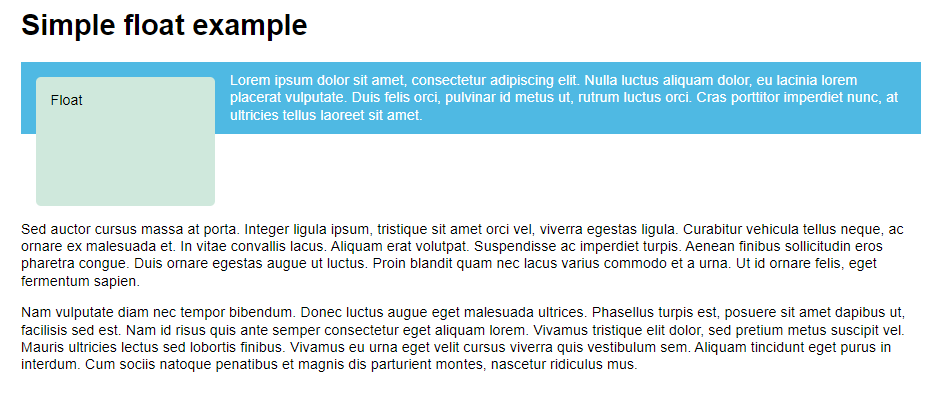 Simple float example
Float
Lorem ipsum dolor sit amet, consectetur adipiscing elit. Nulla luctus aliquam dolor, eu lacinia lorem
placerat vulputate. Duis felis orci, pulvinar id metus ut, rutrum luctus orci. Cras porttitor imperdiet nunc, at
ultricies tellus laoreet sit amet.
Sed auctor cursus massa at porta. Integer ligula ipsum, tristique sit amet orci vel, viverra egestas ligula. Curabitur vehicula tellus neque, ac
ornare ex malesuada et. In vitae convallis lacus. Aliquam erat volutpat. Suspendisse ac imperdiet turpis. Aenean finibus sollicitudin eros
pharetra congue. Duis ornare egestas augue ut luctus. Proin blandit quam nec lacus varius commodo et a urna. Ut id ornare felis, eget
fermentum sapien.
Nam vulputate diam nec tempor bibendum. Donec luctus augue eget malesuada ultrices. Phasellus turpis est, posuere sit amet dapibus ut,
facilisis sed est. Nam id risus quis ante semper consectetur eget aliquam lorem. Vivamus tristique elit dolor, sed pretium metus suscipit vel.
Mauris ultricies lectus sed lobortis finibus. Vivamus eu urna eget velit cursus viverra quis vestibulum sem. Aliquam tincidunt eget purus in
interdum. Cum sociis natoque penatibus et magnis dis parturient montes, nascetur ridiculus mus.